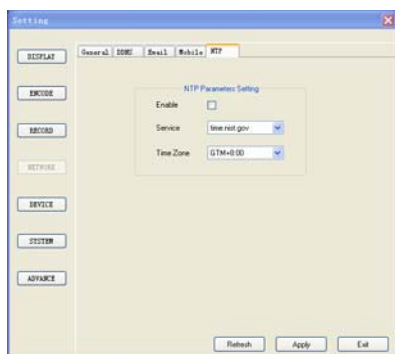 Setting
DISPLAY
ENCODE
RECORD
NETWORK
DEVICE
SYSTEM
ADVANCE
General DDNS Email Mobile NTP
NTP Parameters Setting
Enable
Service time.nist.gov
Time Zone GTM+8:00
Refresh Apply Exit